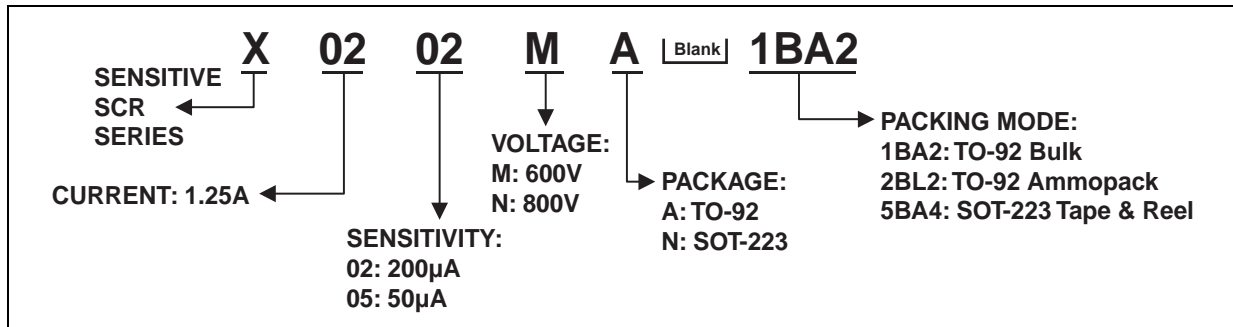 X 02 02 M A Blank 1BA2
SENSITIVE
SCR
SERIES
CURRENT: 1.25A
SENSITIVITY:
02: 200µA
05: 50µA
VOLTAGE:
M: 600V
N: 800V
PACKAGE:
A: TO-92
N: SOT-223
PACKING MODE:
1BA2: TO-92 Bulk
2BL2: TO-92 Ammopack
5BA4: SOT-223 Tape & Reel